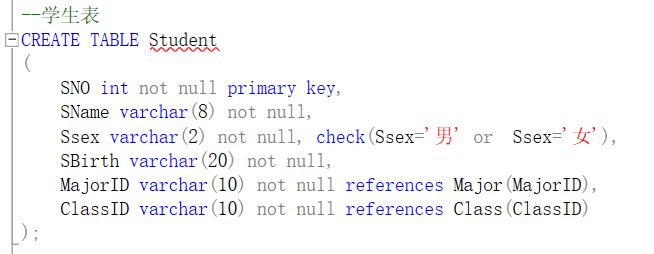 --学生表
CREATE TABLE Student
(
SNO int not null primary key,
SName varchar(8) not null,
Ssex varchar(2) not null, check(Ssex='男' or  Ssex='女'),
SBirth varchar(20) not null,
MajorID varchar(10) not null references Major(MajorID),
ClassID varchar(10) not null references Class(ClassID)
);